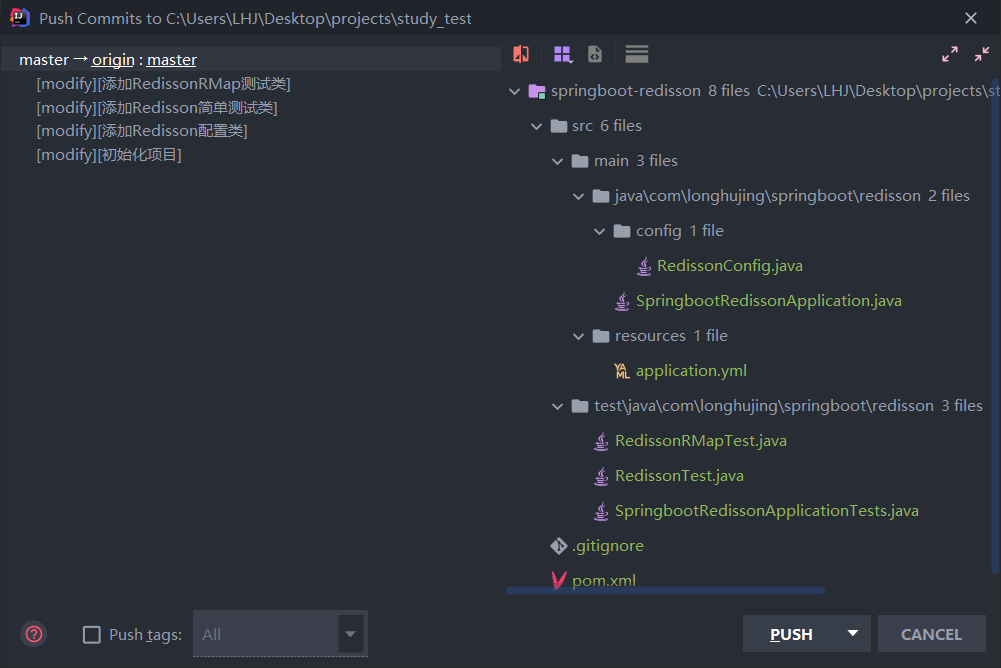 Push Commits to C:\Users\LHJ\Desktop\projects\study_test
master → origin : master
[modify][添加RedissonRMap测试类]
[modify][添加Redisson简单测试类]
[modify][添加Redisson配置类]
[modify][初始化项目]
springboot-redisson 8 files C:\Users\LHJ\Desktop\projects\st
src 6 files
main 3 files
java\com\longhujing\springboot\redisson 2 files
config 1 file
RedissonConfig.java
SpringbootRedissonApplication.java
resources 1 file
application.yml
test\java\com\longhujing\springboot\redisson 3 files
RedissonRMapTest.java
RedissonTest.java
SpringbootRedissonApplicationTests.java
.gitignore
pom.xml
Push tags: All
PUSH
CANCEL